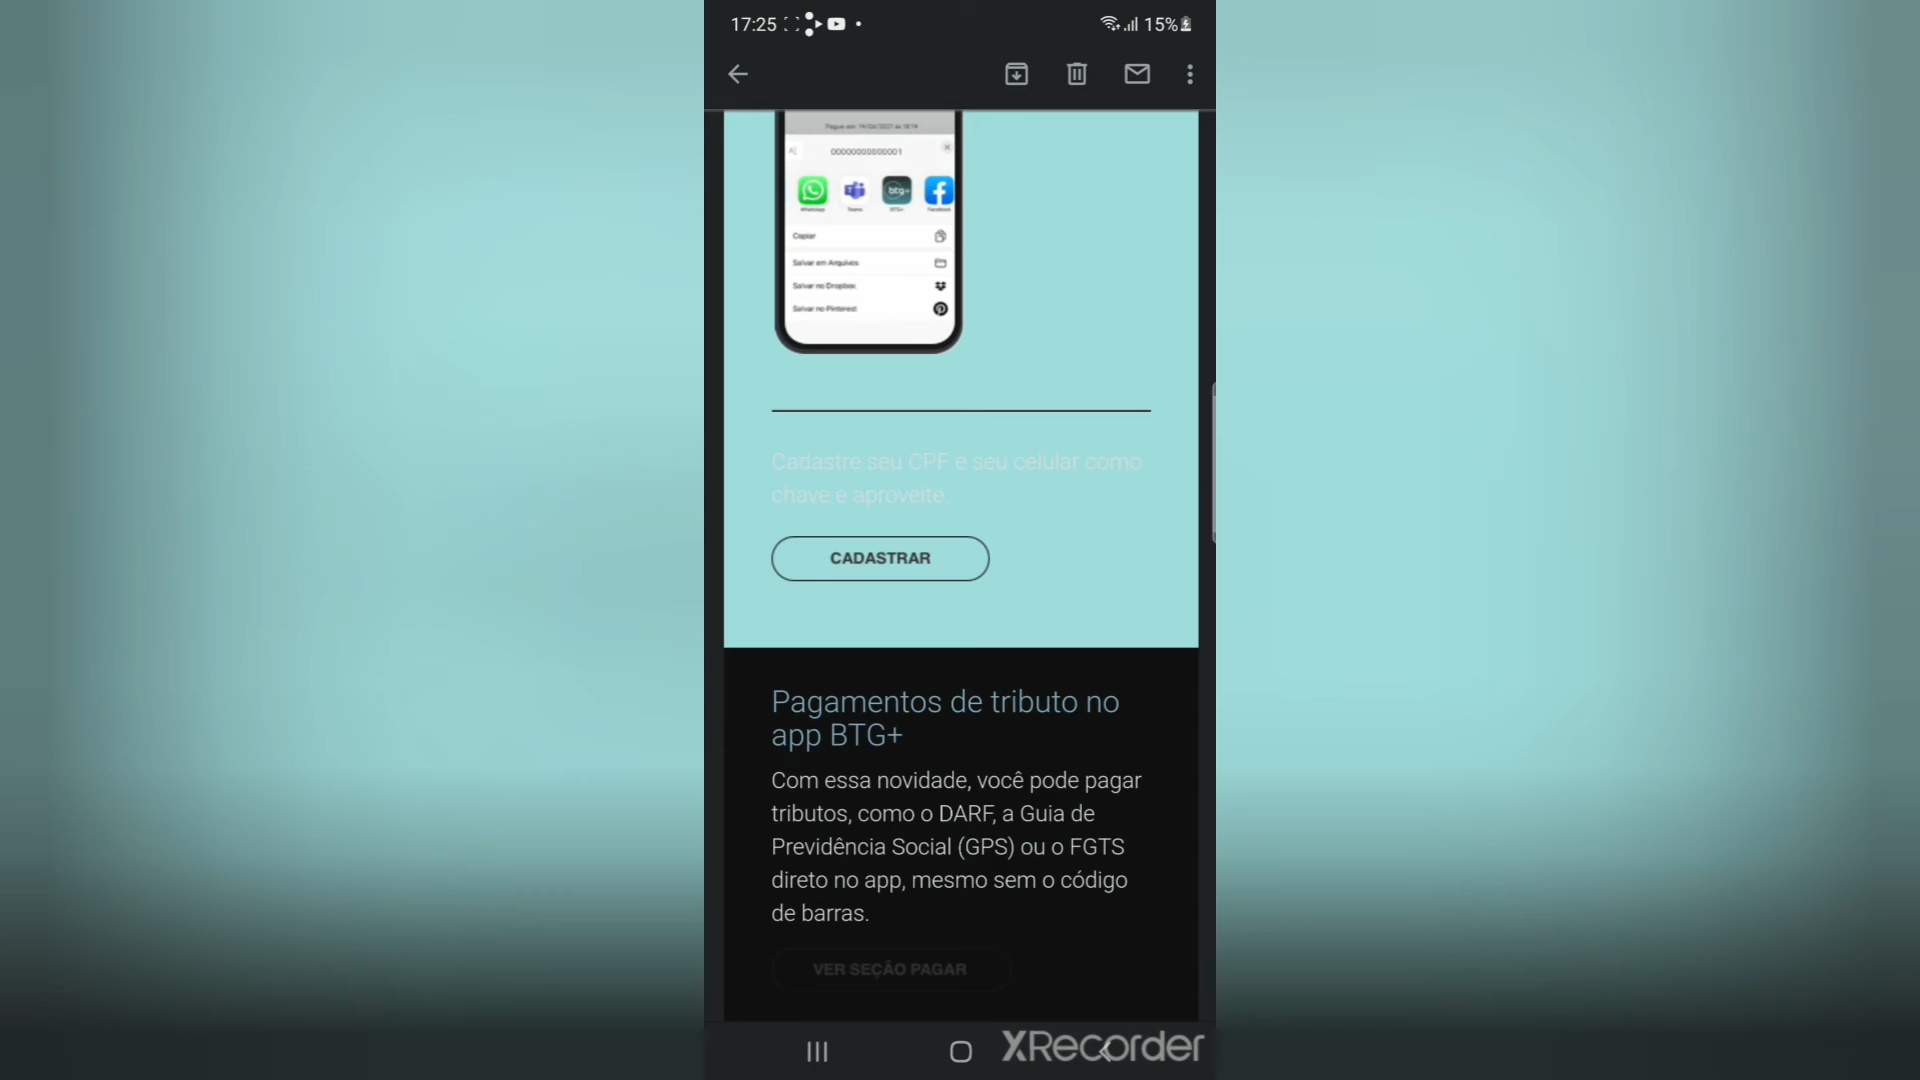 17:25
15%
Pague até 14/06/2021 às 18:14
00000000000001
WhatsApp Teams BTG+ Facebook
Copiar
Salvar em Arquivos
Salvar no Dropbox
Salvar no Pinterest
Cadastre seu CPF e seu celular como
chave e aproveite.
CADASTRAR
Pagamentos de tributo no
app BTG+
Com essa novidade, você pode pagar
tributos, como o DARF, a Guia de
Previdência Social (GPS) ou o FGTS
direto no app, mesmo sem o código
de barras.
VER SEÇÃO PAGAR
XRecorder